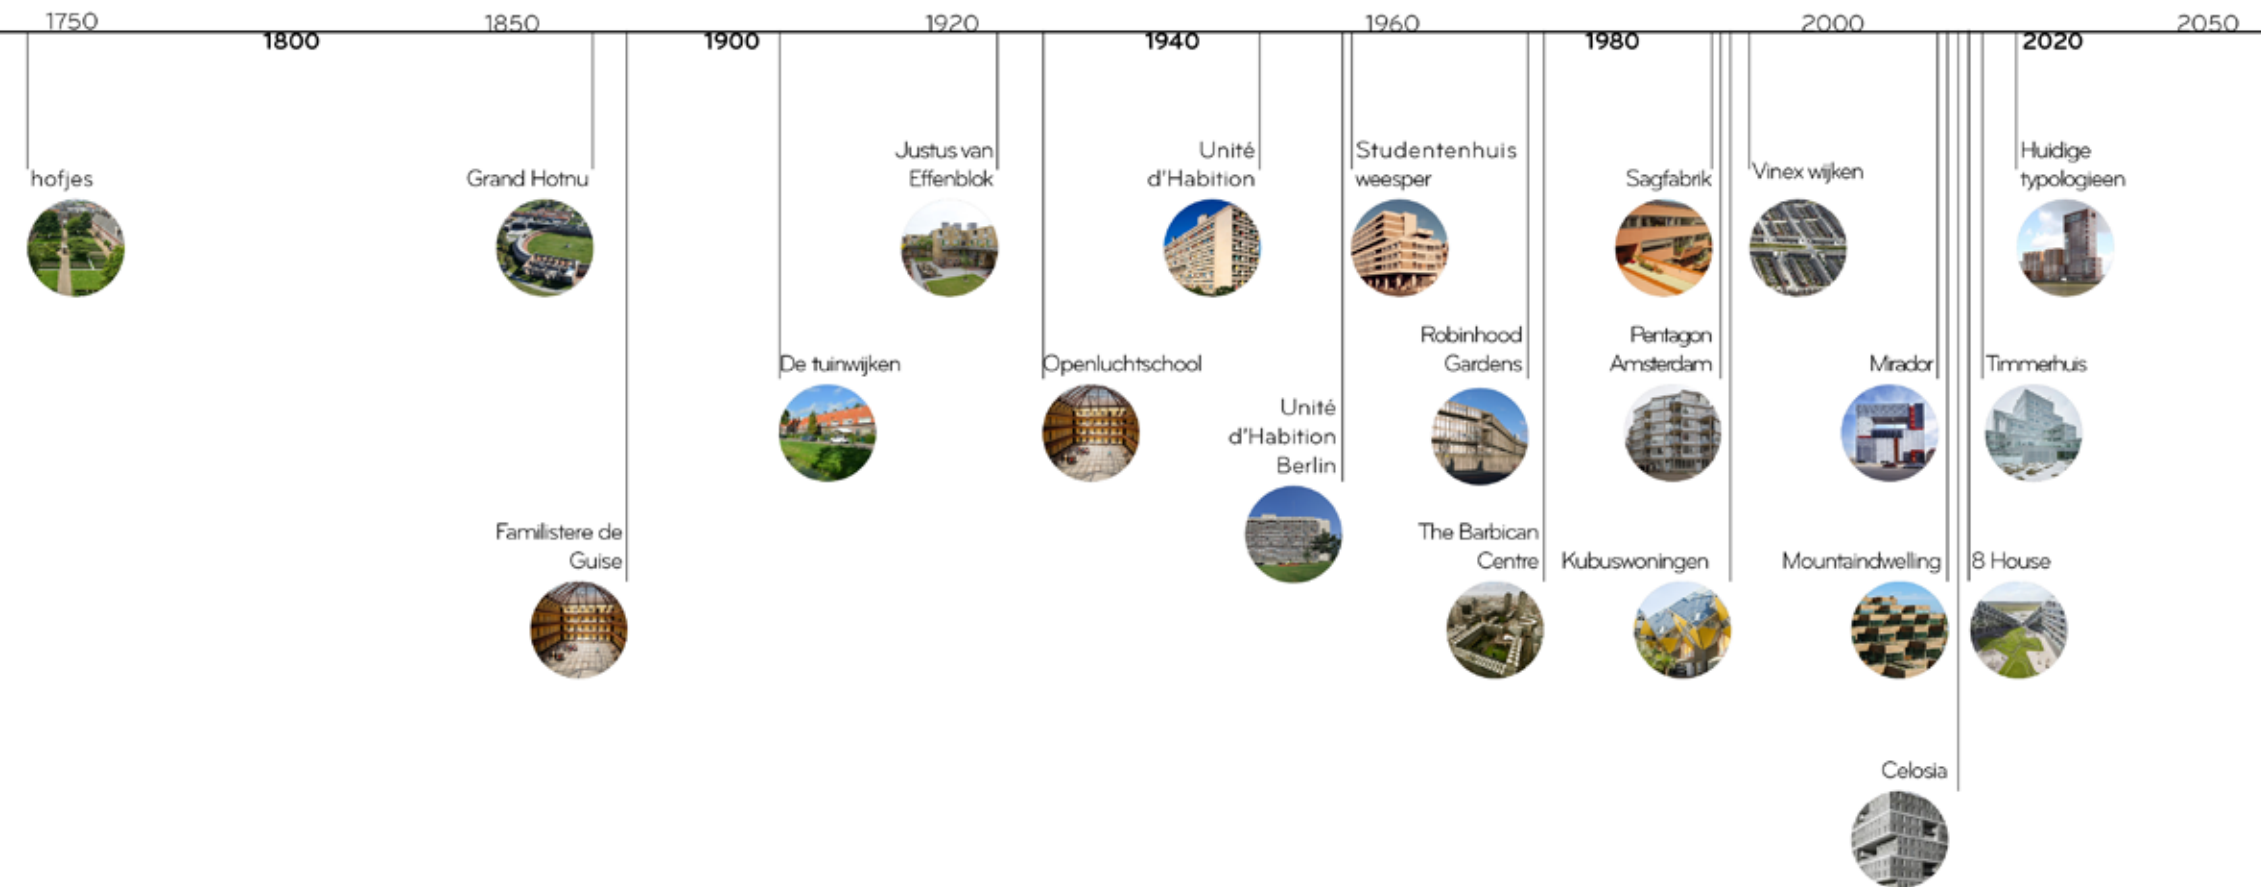 1750
1850
1920
1960
2000
2050
1800
1900
1940
1980
2020
hofjes
Grand Hotnu
Justus van
Effenblok
Unité
d'Habition
Studentenhuis
weesper
Sagfabrik
Vinex wijken
Huidige
typologieen
De tuinwijken
Openluchtschool
Unité
d'Habition
Berlin
Robinhood
Gardens
Pentagon
Amsterdam
Mirador
Timmerhuis
Familistere de
Guise
The Barbican
Centre
Kubuswoningen
Mountaindwelling
8 House
Celosia